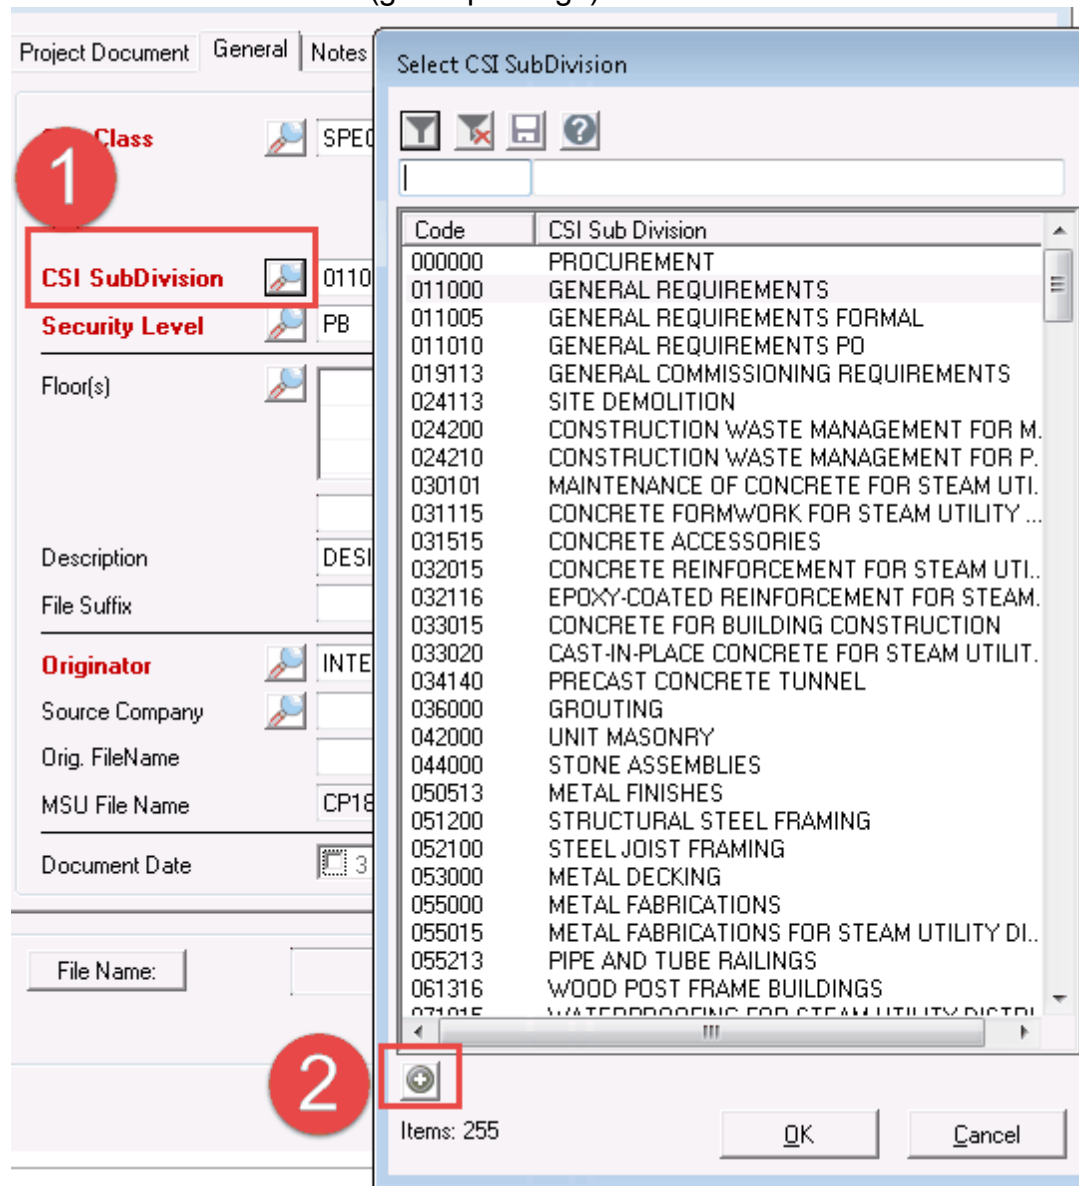 Project Document General Notes
Class SPEC
1
CSI SubDivision 0110
Security Level PB
Floor(s)
Description DESI
File Suffix
Originator INTE
Source Company
Orig. FileName
MSU File Name CP18
Document Date 3
File Name:
Select CSI SubDivision
Code CSI Sub Division
000000 PROCUREMENT
011000 GENERAL REQUIREMENTS
011005 GENERAL REQUIREMENTS FORMAL
011010 GENERAL REQUIREMENTS PO
019113 GENERAL COMMISSIONING REQUIREMENTS
024113 SITE DEMOLITION
024200 CONSTRUCTION WASTE MANAGEMENT FOR M.
024210 CONSTRUCTION WASTE MANAGEMENT FOR P.
030101 MAINTENANCE OF CONCRETE FOR STEAM UTI.
031115 CONCRETE FORMWORK FOR STEAM UTILITY ...
031515 CONCRETE ACCESSORIES
032015 CONCRETE REINFORCEMENT FOR STEAM UTI..
032116 EPOXY-COATED REINFORCEMENT FOR STEAM.
033015 CONCRETE FOR BUILDING CONSTRUCTION
033020 CAST-IN-PLACE CONCRETE FOR STEAM UTILIT.
034140 PRECAST CONCRETE TUNNEL
036000 GROUTING
042000 UNIT MASONRY
044000 STONE ASSEMBLIES
050513 METAL FINISHES
051200 STRUCTURAL STEEL FRAMING
052100 STEEL JOIST FRAMING
053000 METAL DECKING
055000 METAL FABRICATIONS
055015 METAL FABRICATIONS FOR STEAM UTILITY DI..
055213 PIPE AND TUBE RAILINGS
061316 WOOD POST FRAME BUILDINGS
071015 WATERPROOFING FOR STEAM UTILITY DISTRI
2
Items: 255
OK Cancel